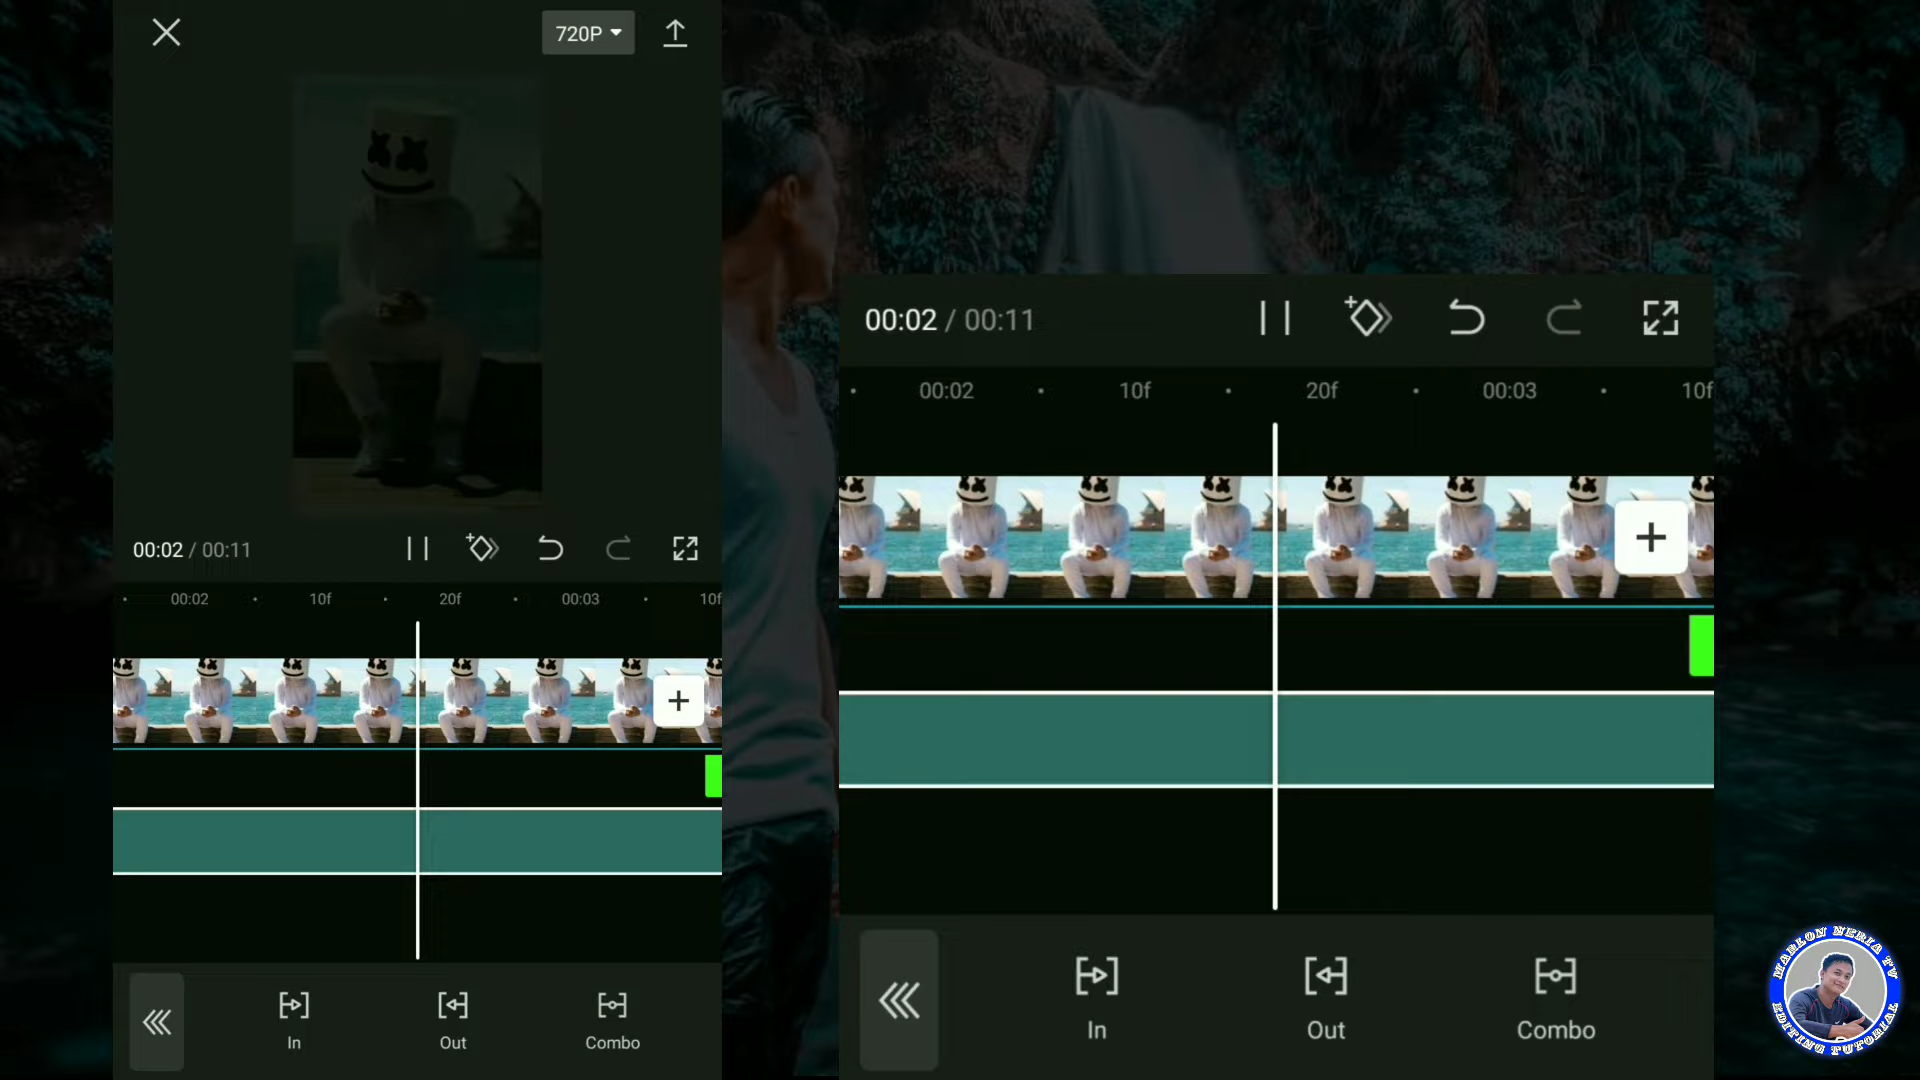 720P
00:02 / 00:11
00:02 10f 20f 00:03 10f
In Out Combo
00:02 / 00:11
00:02 10f 20f 00:03 10f
In Out Combo
MARLON NERIA TV
EDITING TUTORIAL